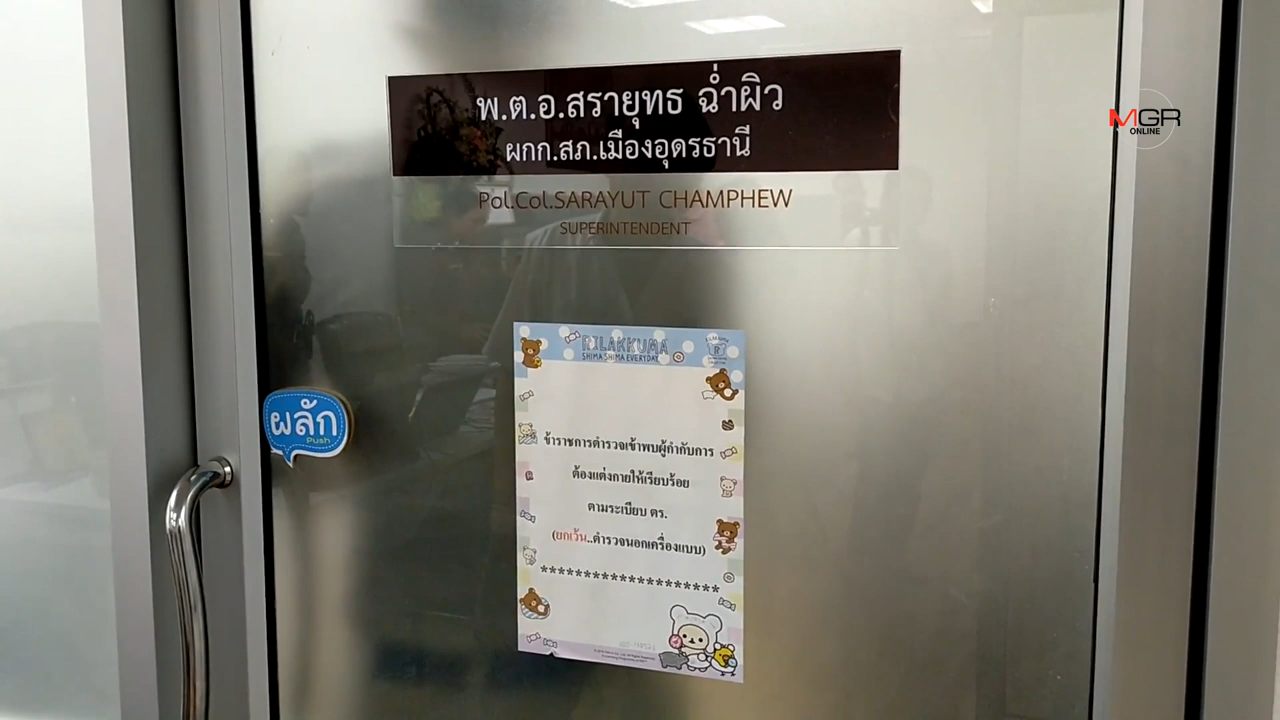 พ.ต.อ.สรายุทธ ฉ่ำผิว
ผกก.สภ.เมืองอุดรธานี
Pol.Col.SARAYUT CHAMPHEW
SUPERINTENDENT
MGR
ONLINE
RILAKKUMA
SHIMA SHIMA EVERYDAY
ผลัก
Push
ข้าราชการตำรวจเข้าพบผู้กำกับการ
ต้องแต่งกายให้เรียบร้อย
ตามระเบียบ ตร.
(ยกเว้น..ตำรวจนอกเครื่องแบบ)
*******************